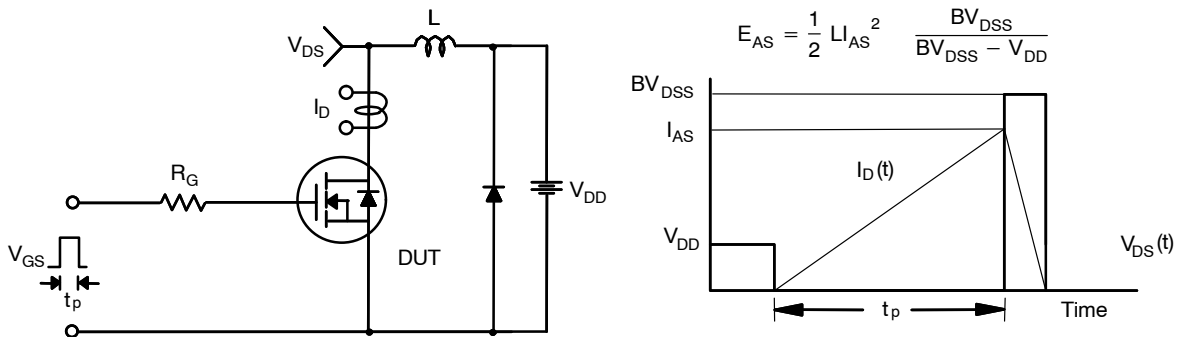 L
V_DS
I_D
R_G
V_DD
V_GS
DUT
t_p
E_AS = 1/2 LI_AS^2 BV_DSS / (BV_DSS − V_DD)
BV_DSS
I_AS
I_D(t)
V_DD
V_DS(t)
t_p
Time